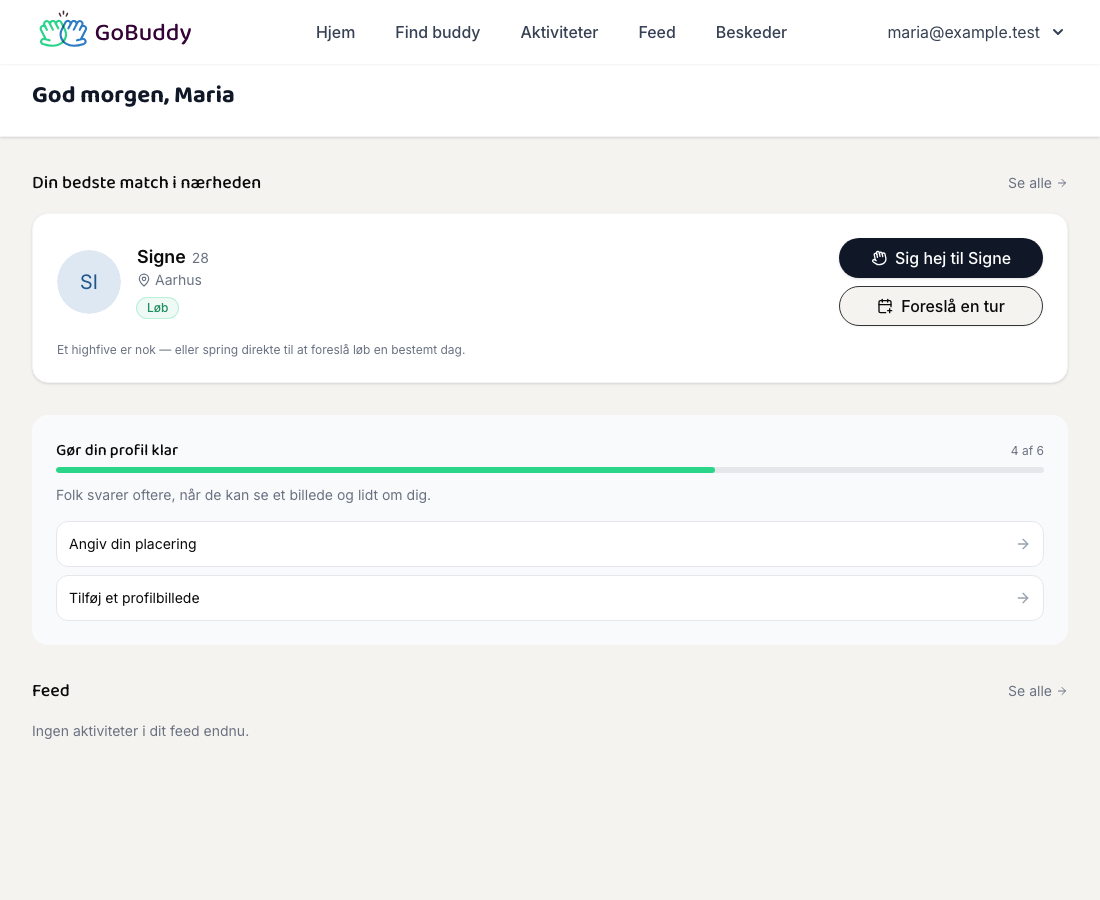 GoBuddy
Hjem
Find buddy
Aktiviteter
Feed
Beskeder
maria@example.test
God morgen, Maria
Din bedste match i nærheden
Se alle →
SI
Signe 28
Aarhus
Løb
Sig hej til Signe
Foreslå en tur
Et highfive er nok — eller spring direkte til at foreslå løb en bestemt dag.
Gør din profil klar
4 af 6
Folk svarer oftere, når de kan se et billede og lidt om dig.
Angiv din placering →
Tilføj et profilbillede →
Feed
Se alle →
Ingen aktiviteter i dit feed endnu.